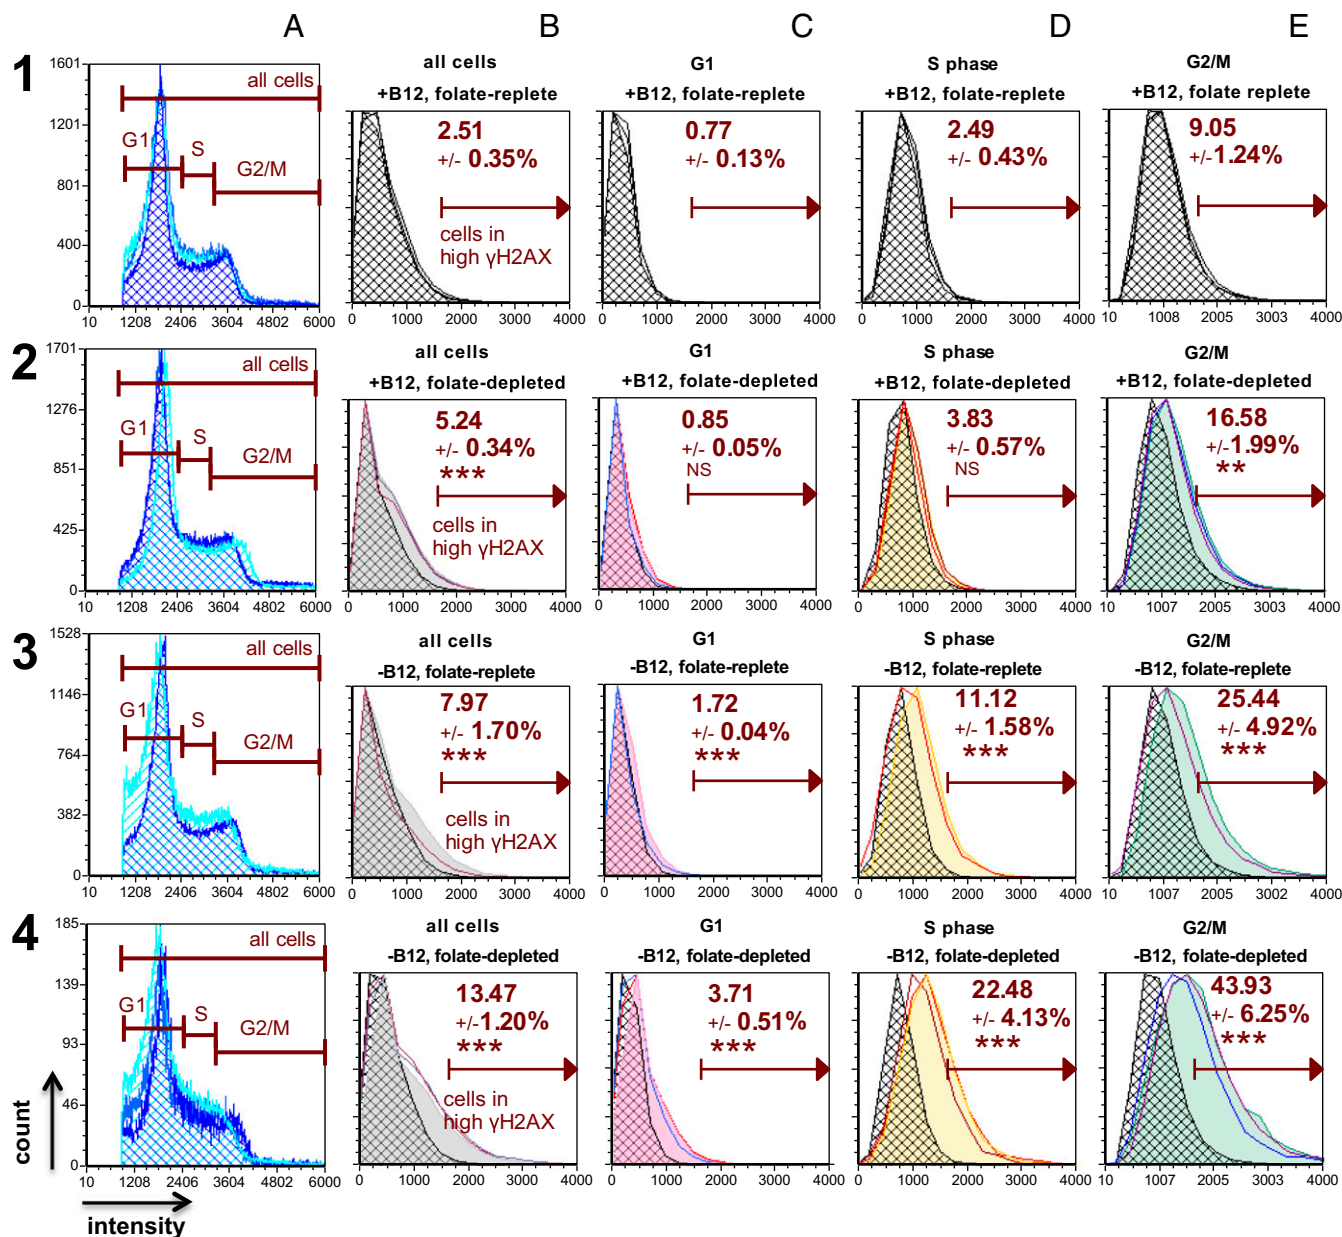 A B C D E
1
1601
1201
801
400
0
all cells
G1
S
G2/M
10 1208 2406 3604 4802 6000
all cells
+B12, folate-replete
2.51
+/- 0.35%
cells in
high γH2AX
0 1000 2000 3000 4000
G1
+B12, folate-replete
0.77
+/- 0.13%
0 1000 2000 3000 4000
S phase
+B12, folate-replete
2.49
+/- 0.43%
0 1000 2000 3000 4000
G2/M
+B12, folate replete
9.05
+/-1.24%
10 1008 2005 3003 4000
2
1701
1276
851
425
0
all cells
G1
S
G2/M
10 1208 2406 3604 4802 6000
all cells
+B12, folate-depleted
5.24
+/- 0.34%
***
cells in
high γH2AX
0 1000 2000 3000 4000
G1
+B12, folate-depleted
0.85
+/- 0.05%
NS
0 1000 2000 3000 4000
S phase
+B12, folate-depleted
3.83
+/- 0.57%
NS
0 1000 2000 3000 4000
G2/M
+B12, folate-depleted
16.58
+/-1.99%
**
10 1007 2005 3003 4000
3
1528
1146
764
382
0
all cells
G1
S
G2/M
10 1208 2406 3604 4802 6000
all cells
-B12, folate-replete
7.97
+/- 1.70%
***
cells in
high γH2AX
0 1000 2000 3000 4000
G1
-B12, folate-replete
1.72
+/- 0.04%
***
0 1000 2000 3000 4000
S phase
-B12, folate-replete
11.12
+/- 1.58%
***
0 1000 2000 3000 4000
G2/M
-B12, folate-replete
25.44
+/- 4.92%
***
10 1007 2005 3002 4000
4
185
139
93
46
0
all cells
G1
S
G2/M
10 1208 2406 3604 4802 6000
count
intensity
all cells
-B12, folate-depleted
13.47
+/-1.20%
***
cells in
high γH2AX
0 1000 2000 3000 4000
G1
-B12, folate-depleted
3.71
+/- 0.51%
***
0 1000 2000 3000 4000
S phase
-B12, folate-depleted
22.48
+/- 4.13%
***
0 1000 2000 3000 4000
G2/M
-B12, folate-depleted
43.93
+/- 6.25%
***
10 1007 2005 3003 4000